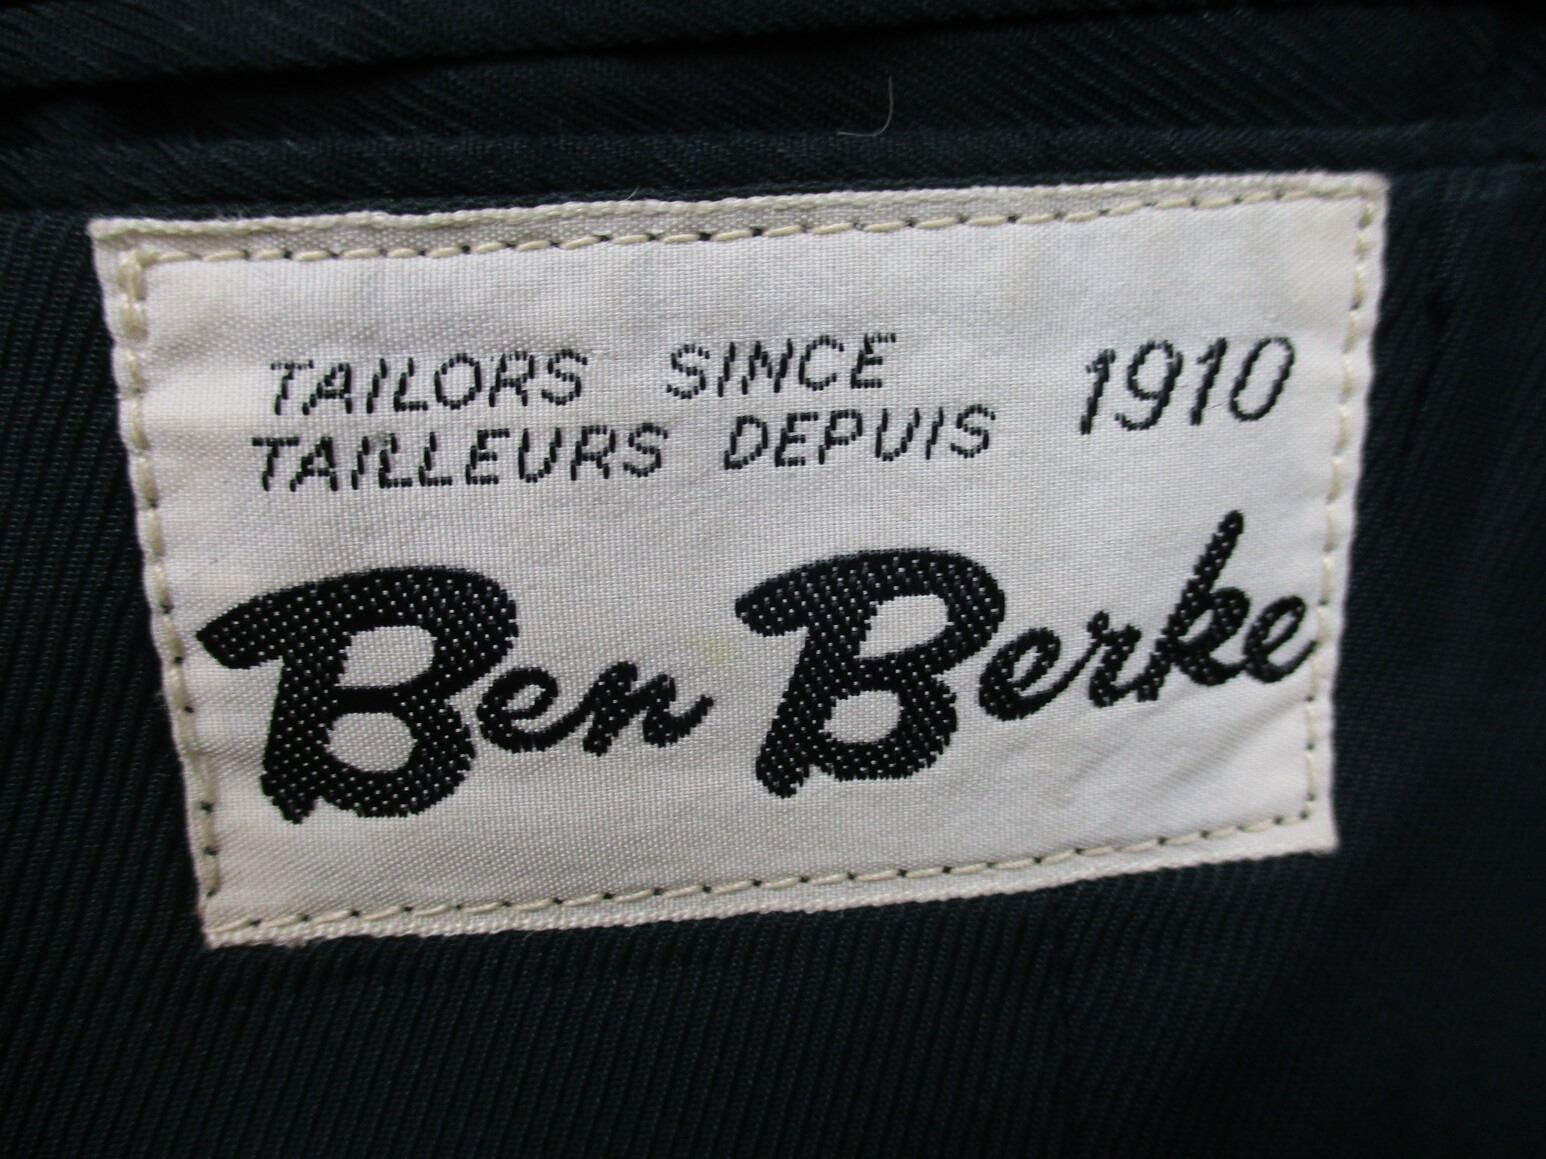 TAILORS SINCE 1910
TAILLEURS DEPUIS
Ben Berke